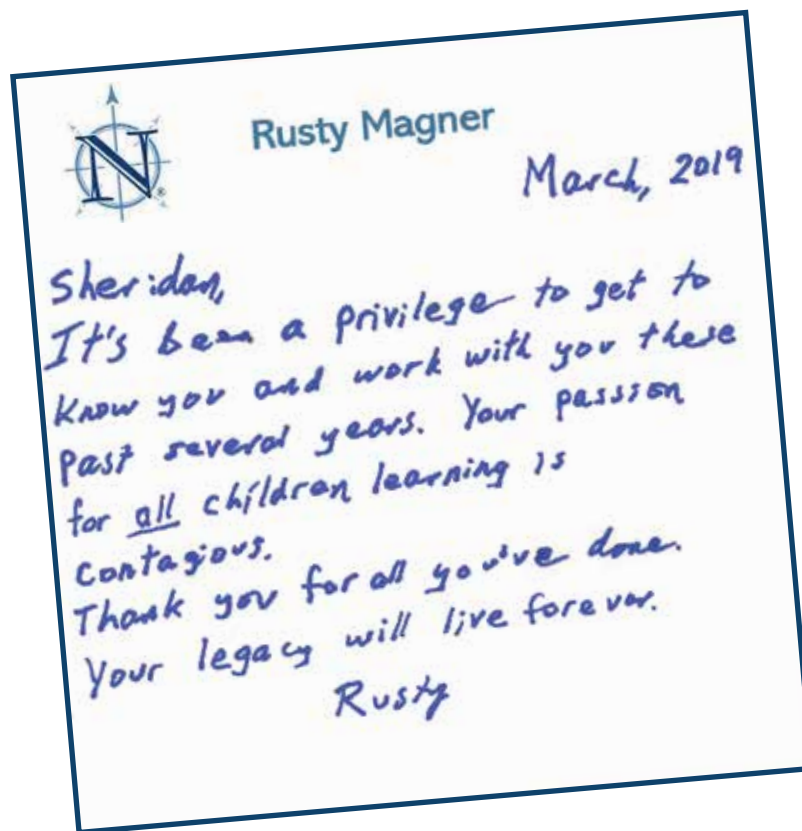 N
Rusty Magner
March, 2019
Sheridan,
It's been a privilege to get to
know you and work with you these
past several years. Your passion
for all children learning is
contagious.
Thank you for all you've done.
Your legacy will live forever.
Rusty